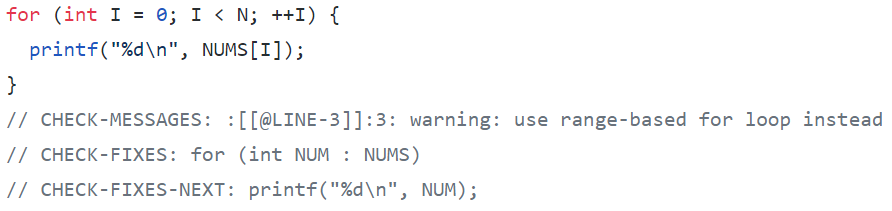 for (int I = 0; I < N; ++I) {
  printf("%d\n", NUMS[I]);
}
// CHECK-MESSAGES: :[[@LINE-3]]:3: warning: use range-based for loop instead
// CHECK-FIXES: for (int NUM : NUMS)
// CHECK-FIXES-NEXT: printf("%d\n", NUM);